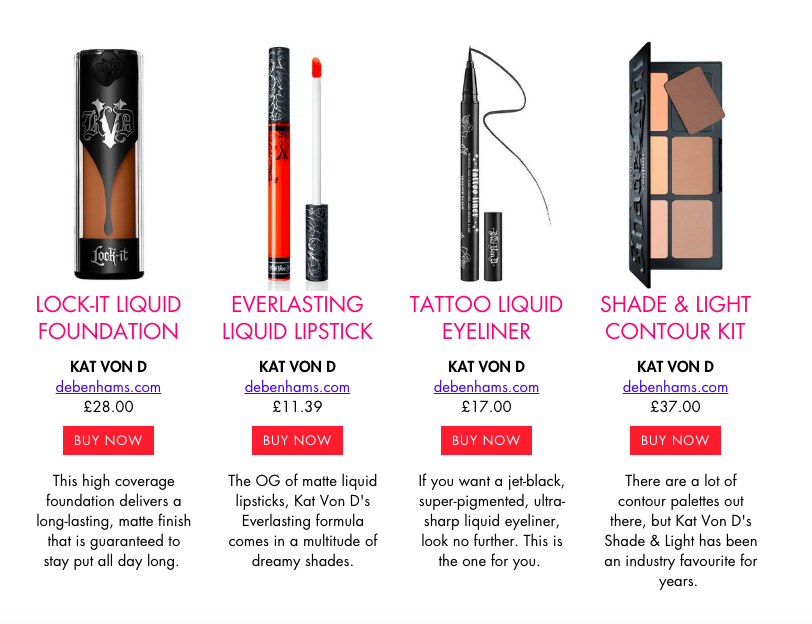 Lock-it
LOCK-IT LIQUID
FOUNDATION
KAT VON D
debenhams.com
£28.00
BUY NOW
This high coverage
foundation delivers a
long-lasting, matte finish
that is guaranteed to
stay put all day long.
EVERLASTING
LIQUID LIPSTICK
KAT VON D
debenhams.com
£11.39
BUY NOW
The OG of matte liquid
lipsticks, Kat Von D's
Everlasting formula
comes in a multitude of
dreamy shades.
TATTOO LIQUID
EYELINER
KAT VON D
debenhams.com
£17.00
BUY NOW
If you want a jet-black,
super-pigmented, ultra-
sharp liquid eyeliner,
look no further. This is
the one for you.
SHADE & LIGHT
CONTOUR KIT
KAT VON D
debenhams.com
£37.00
BUY NOW
There are a lot of
contour palettes out
there, but Kat Von D's
Shade & Light has been
an industry favourite for
years.